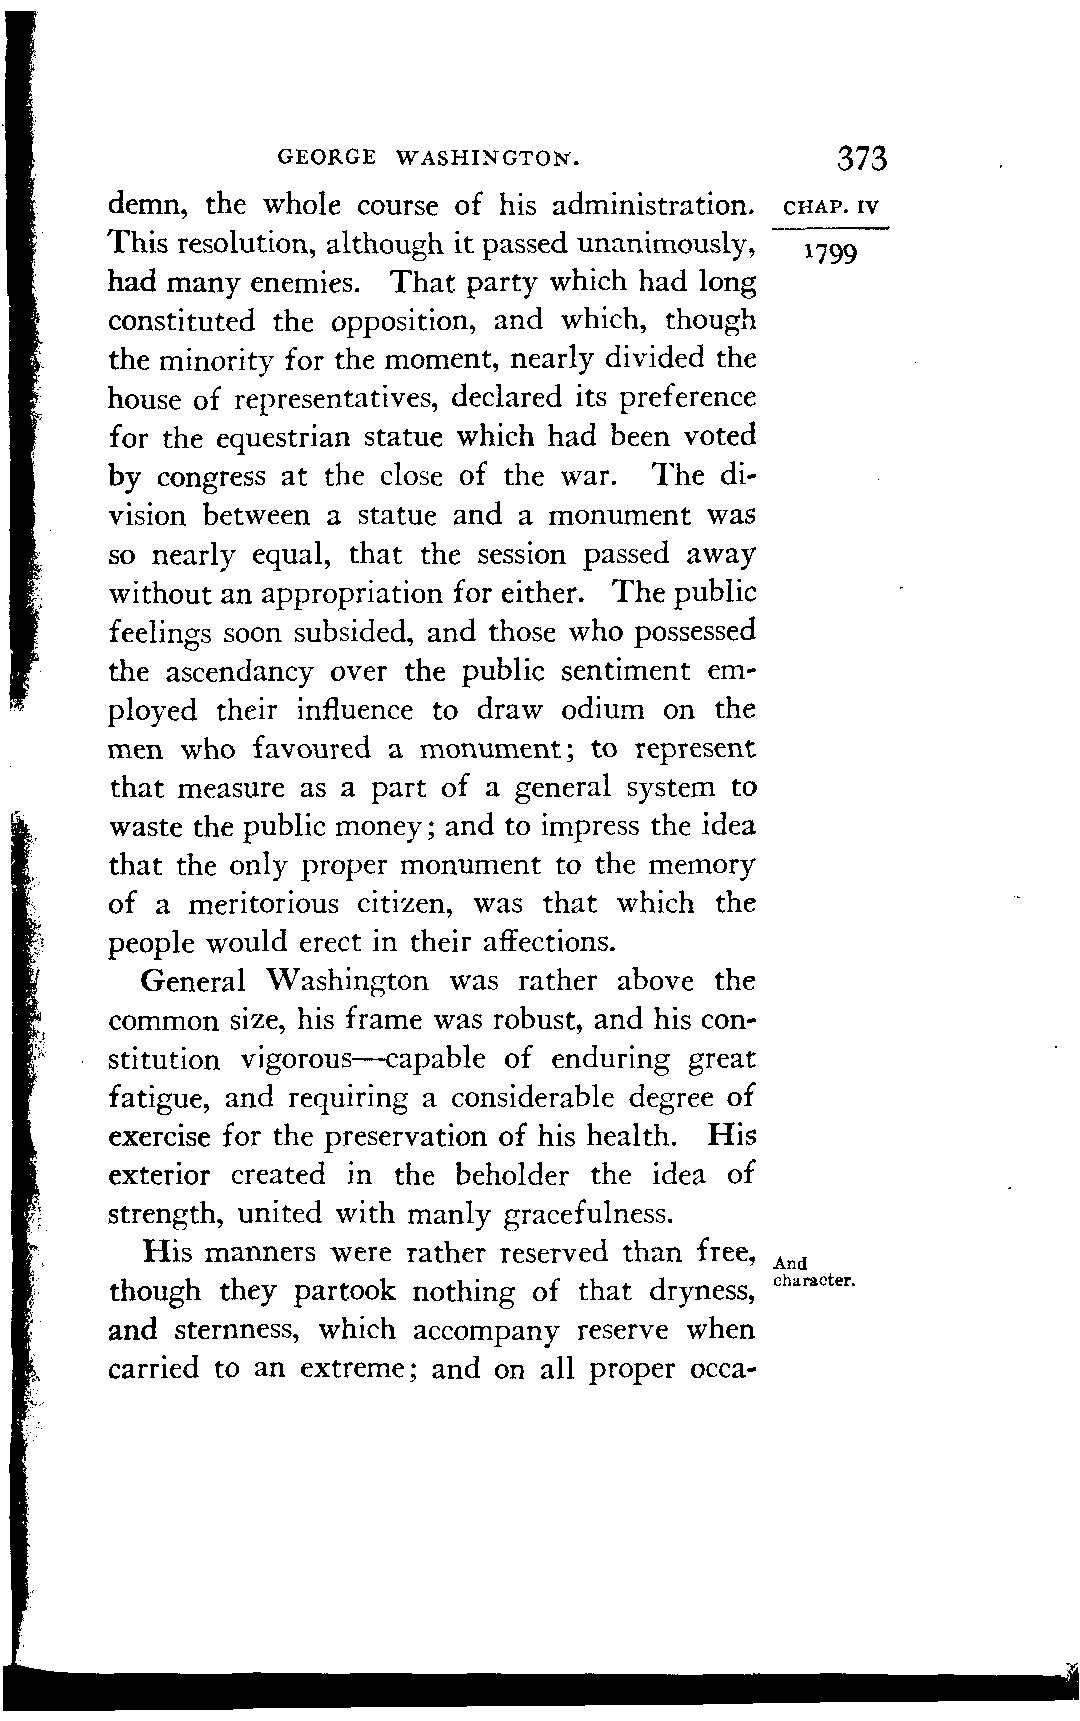 GEORGE WASHINGTON. 373
demn, the whole course of his administration. CHAP. IV
This resolution, although it passed unanimously, 1799
had many enemies. That party which had long
constituted the opposition, and which, though
the minority for the moment, nearly divided the
house of representatives, declared its preference
for the equestrian statue which had been voted
by congress at the close of the war. The di-
vision between a statue and a monument was
so nearly equal, that the session passed away
without an appropriation for either. The public
feelings soon subsided, and those who possessed
the ascendancy over the public sentiment em-
ployed their influence to draw odium on the
men who favoured a monument; to represent
that measure as a part of a general system to
waste the public money; and to impress the idea
that the only proper monument to the memory
of a meritorious citizen, was that which the
people would erect in their affections.
General Washington was rather above the
common size, his frame was robust, and his con-
stitution vigorous—capable of enduring great
fatigue, and requiring a considerable degree of
exercise for the preservation of his health. His
exterior created in the beholder the idea of
strength, united with manly gracefulness.
His manners were rather reserved than free, And
though they partook nothing of that dryness, character.
and sternness, which accompany reserve when
carried to an extreme; and on all proper occa-